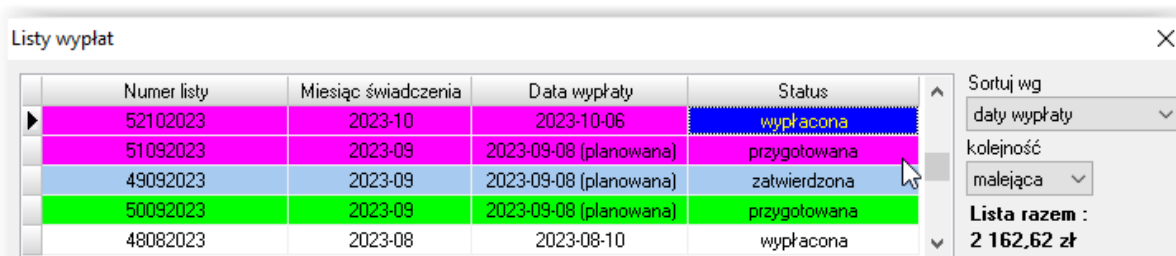 Listy wypłat
Numer listy Miesiąc świadczenia Data wypłaty Status
52102023 2023-10 2023-10-06 wypłacona
51092023 2023-09 2023-09-08 (planowana) przygotowana
49092023 2023-09 2023-09-08 (planowana) zatwierdzona
50092023 2023-09 2023-09-08 (planowana) przygotowana
48082023 2023-08 2023-08-10 wypłacona
Sortuj wg
daty wypłaty
kolejność
malejąca
Lista razem :
2 162,62 zł